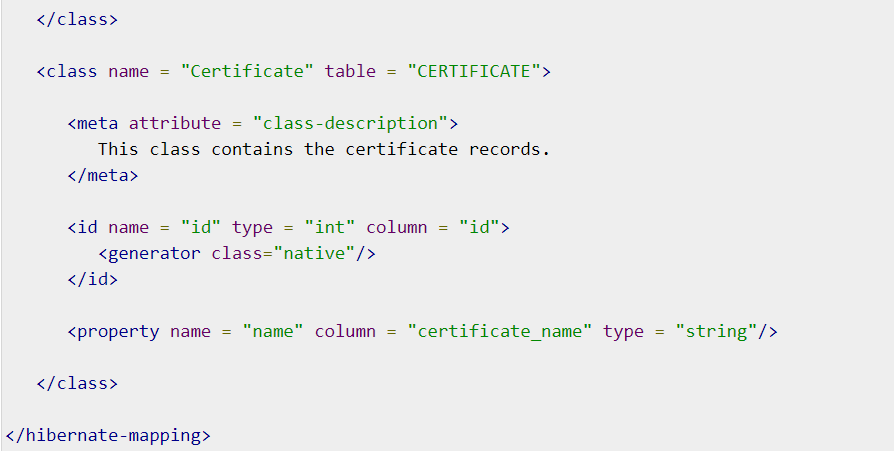 </class>
<class name = "Certificate" table = "CERTIFICATE">
<meta attribute = "class-description">
This class contains the certificate records.
</meta>
<id name = "id" type = "int" column = "id">
<generator class="native"/>
</id>
<property name = "name" column = "certificate_name" type = "string"/>
</class>
</hibernate-mapping>